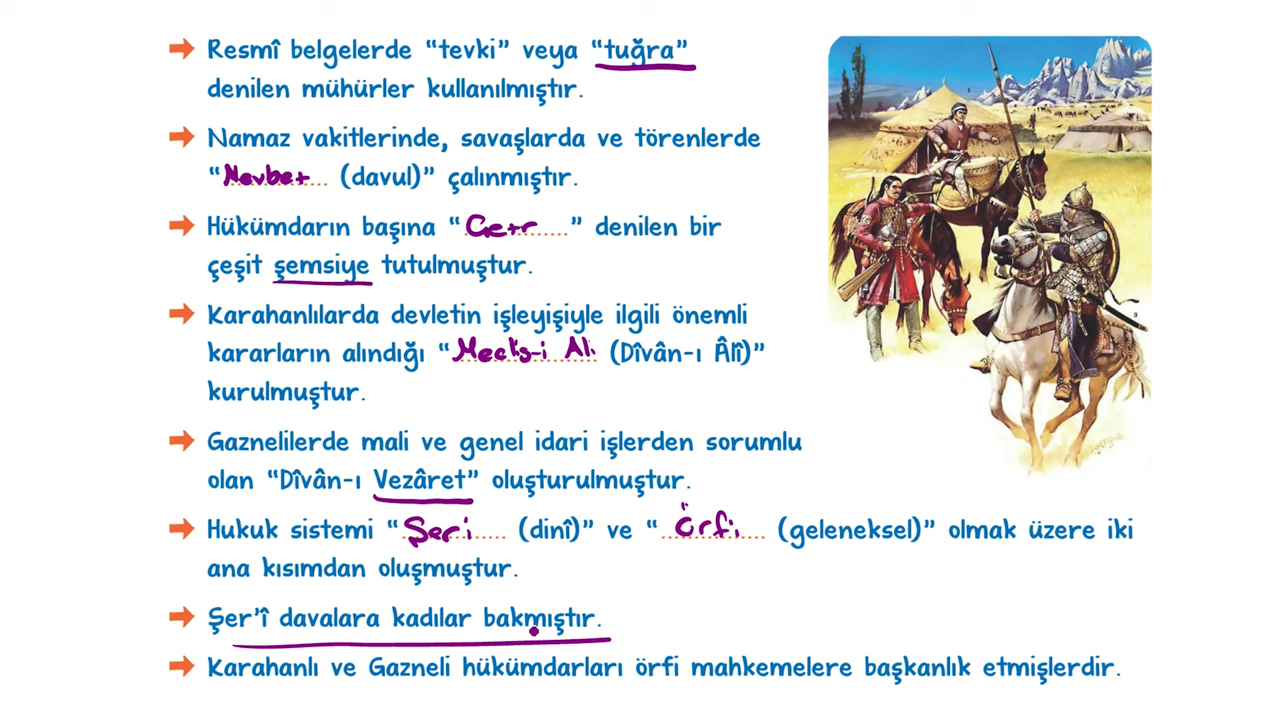 ➡ Resmî belgelerde “tevki” veya “tuğra”
denilen mühürler kullanılmıştır.
➡ Namaz vakitlerinde, savaşlarda ve törenlerde
“Nevbet... (davul)” çalınmıştır.
➡ Hükümdarın başına “Çetr.......” denilen bir
çeşit şemsiye tutulmuştur.
➡ Karahanlılarda devletin işleyişiyle ilgili önemli
kararların alındığı “Meclis-i Ali (Dîvân-ı Âlî)”
kurulmuştur.
➡ Gaznelilerde mali ve genel idari işlerden sorumlu
olan “Dîvân-ı Vezâret” oluşturulmuştur.
➡ Hukuk sistemi “Şer'i.... (dinî)” ve “Örfi... (geleneksel)” olmak üzere iki
ana kısımdan oluşmuştur.
➡ Şer’î davalara kadılar bakmıştır.
➡ Karahanlı ve Gazneli hükümdarları örfi mahkemelere başkanlık etmişlerdir.
1
3